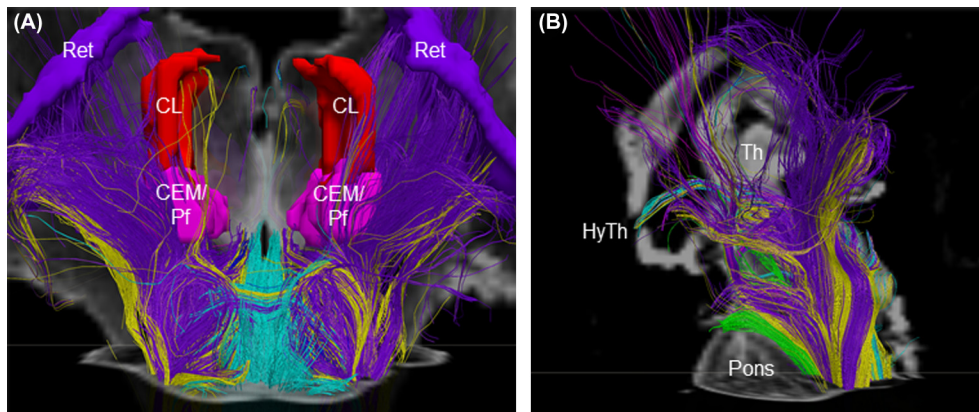 (A)
Ret
Ret
CL
CL
CEM/
Pf
CEM/
Pf
(B)
Th
HyTh
Pons